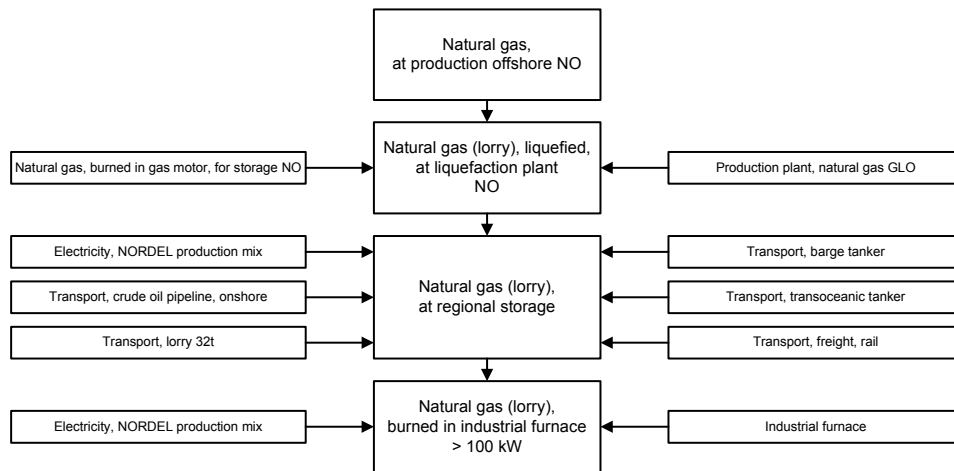 Natural gas,
at production offshore NO
Natural gas, burned in gas motor, for storage NO
Natural gas (lorry), liquefied,
at liquefaction plant
NO
Production plant, natural gas GLO
Electricity, NORDEL production mix
Transport, crude oil pipeline, onshore
Transport, lorry 32t
Natural gas (lorry),
at regional storage
Transport, barge tanker
Transport, transoceanic tanker
Transport, freight, rail
Electricity, NORDEL production mix
Natural gas (lorry),
burned in industrial furnace
> 100 kW
Industrial furnace